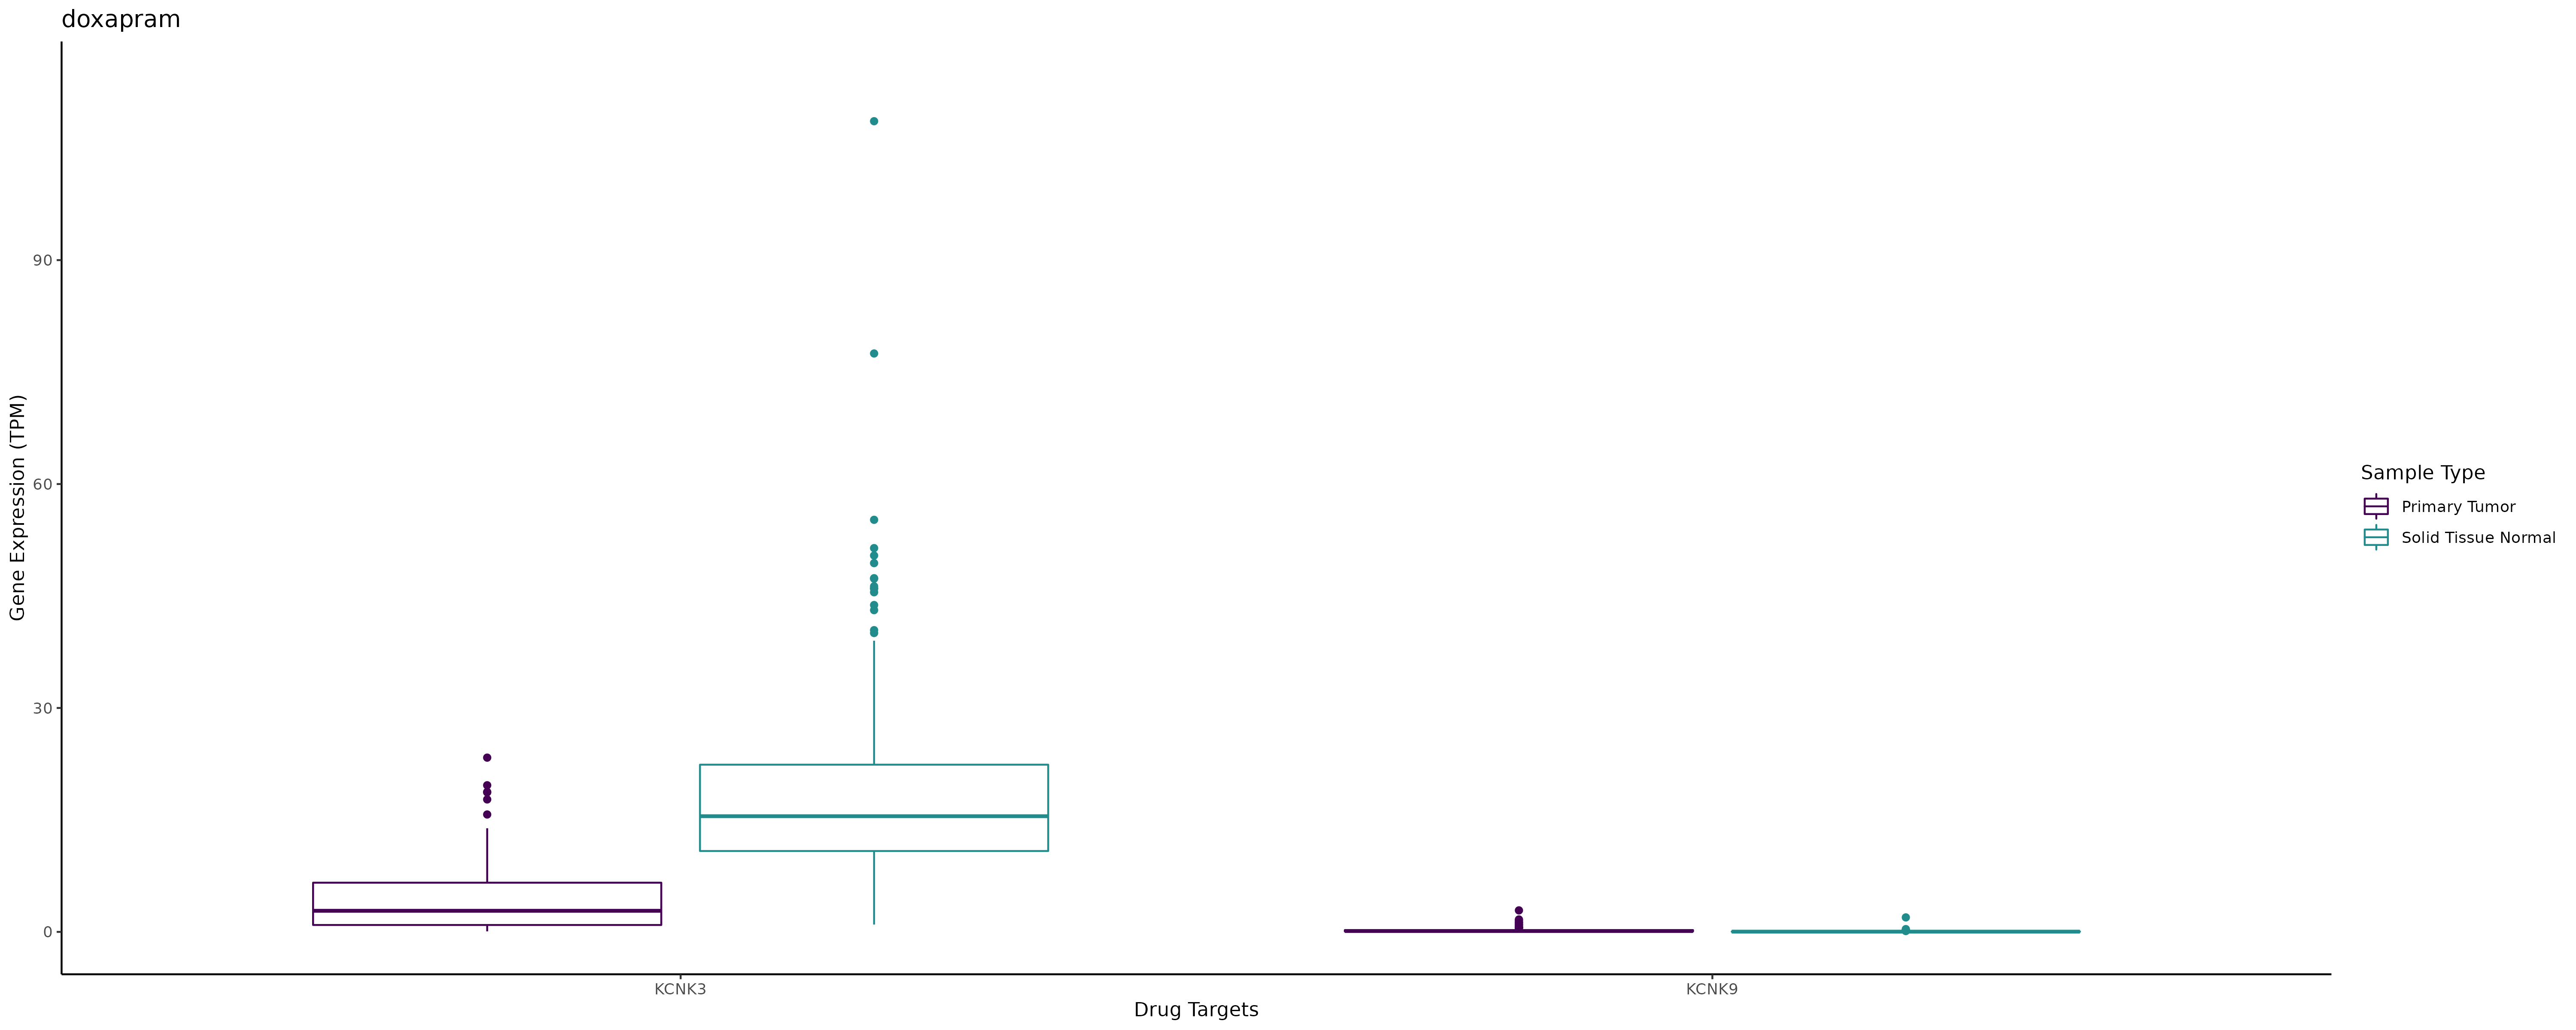 doxapram
Gene Expression (TPM)
90
60
30
0
KCNK3
KCNK9
Drug Targets
Sample Type
Primary Tumor
Solid Tissue Normal